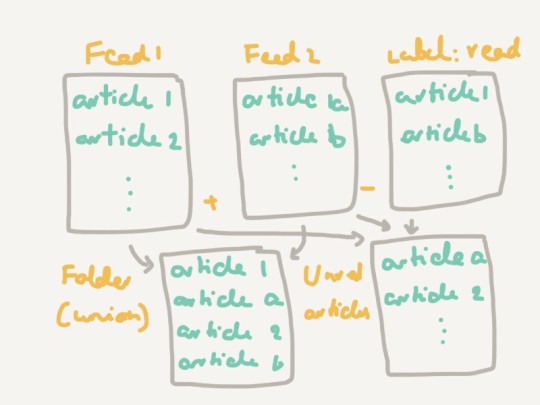 Feed 1
article 1
article 2
Feed 2
article a
article b
Label: read
article 1
article b
+
-
Folder
(union)
article 1
article a
article 2
article b
Unread
articles
article a
article 2